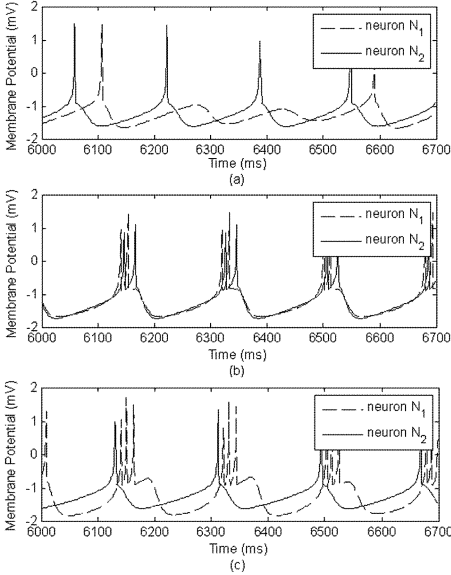 Membrane Potential (mV)
2
1
0
-1
-2
6000 6100 6200 6300 6400 6500 6600 6700
Time (ms)
neuron N1
neuron N2
(a)
Membrane Potential (mV)
2
1
0
-1
-2
6000 6100 6200 6300 6400 6500 6600 6700
Time (ms)
neuron N1
neuron N2
(b)
Membrane Potential (mV)
2
1
0
-1
-2
6000 6100 6200 6300 6400 6500 6600 6700
Time (ms)
neuron N1
neuron N2
(c)